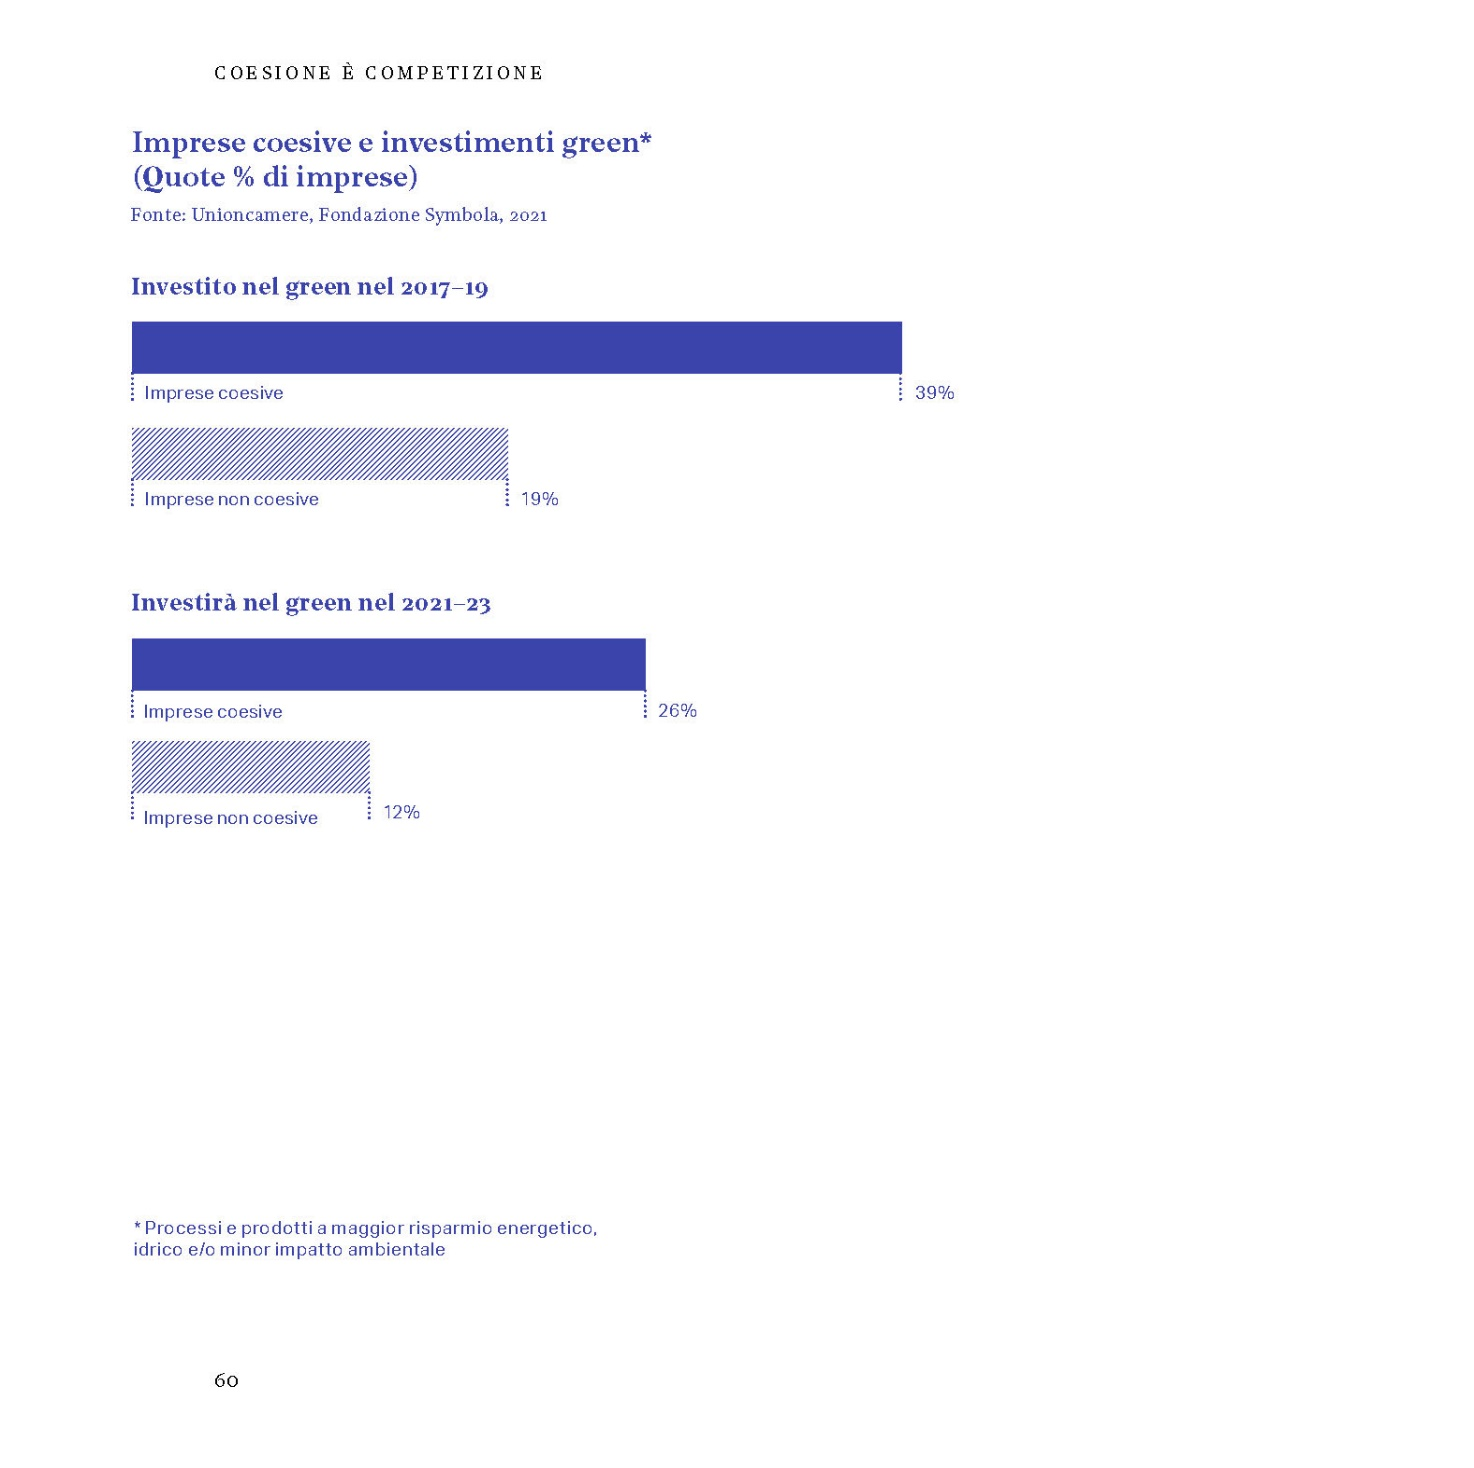 COESIONE È COMPETIZIONE
Imprese coesive e investimenti green*
(Quote % di imprese)
Fonte: Unioncamere, Fondazione Symbola, 2021
Investito nel green nel 2017–19
Imprese coesive
39%
Imprese non coesive
19%
Investirà nel green nel 2021–23
Imprese coesive
26%
Imprese non coesive
12%
* Processi e prodotti a maggior risparmio energetico,
idrico e/o minor impatto ambientale
60